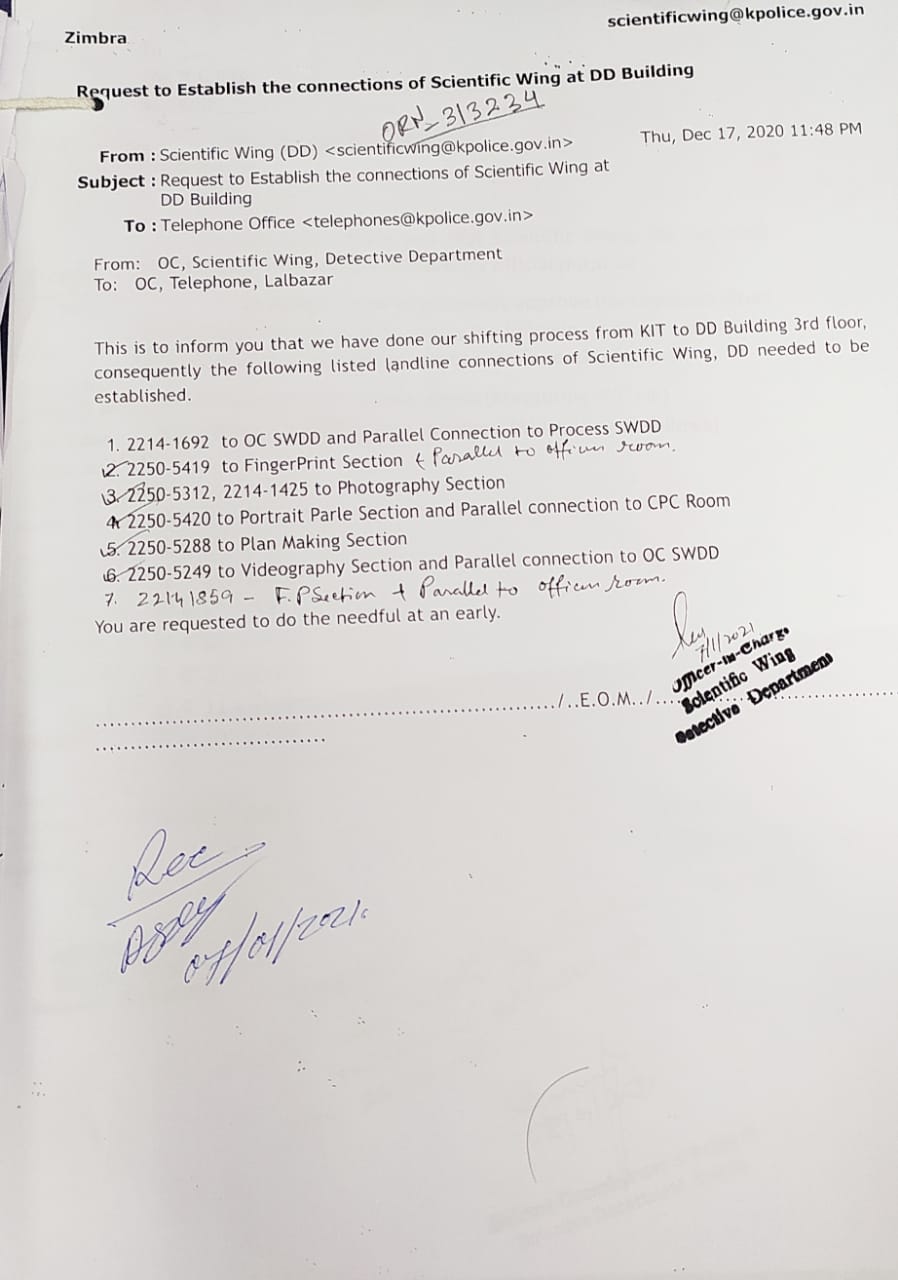 scientificwing@kpolice.gov.in
Zimbra
Request to Establish the connections of Scientific Wing at DD Building
ORN- 313234
From : Scientific Wing (DD) <scientificwing@kpolice.gov.in>
Thu, Dec 17, 2020 11:48 PM
Subject : Request to Establish the connections of Scientific Wing at
DD Building
To : Telephone Office <telephones@kpolice.gov.in>
From: OC, Scientific Wing, Detective Department
To: OC, Telephone, Lalbazar
This is to inform you that we have done our shifting process from KIT to DD Building 3rd floor,
consequently the following listed landline connections of Scientific Wing, DD needed to be
established.
1. 2214-1692 to OC SWDD and Parallel Connection to Process SWDD
2. 2250-5419 to FingerPrint Section & Parallel to officers room.
3. 2250-5312, 2214-1425 to Photography Section
4. 2250-5420 to Portrait Parle Section and Parallel connection to CPC Room
5. 2250-5288 to Plan Making Section
6. 2250-5249 to Videography Section and Parallel connection to OC SWDD
7. 22141859 - F.P Section + Parallel to officers room.
You are requested to do the needful at an early.
7/1/2021
Officer-in-Charge
Scientific Wing
Detective Department
......../..E.O.M../........
........
Rec
07/01/2021